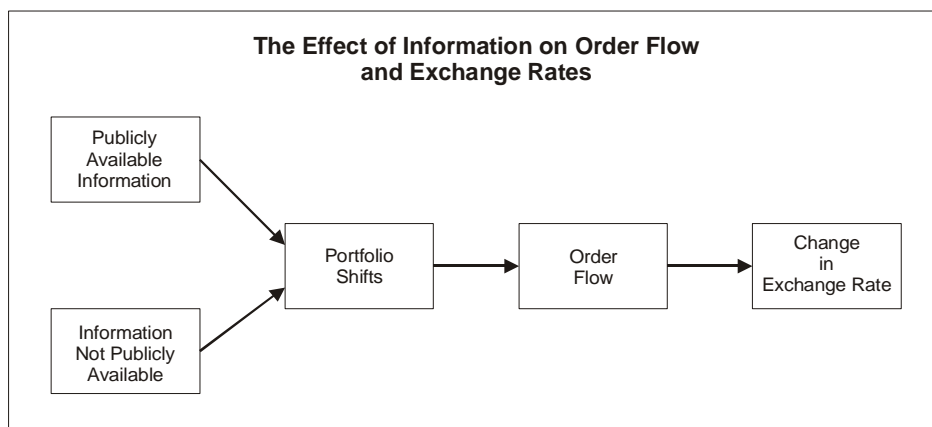 The Effect of Information on Order Flow
and Exchange Rates
Publicly
Available
Information
Portfolio
Shifts
Order
Flow
Change
in
Exchange Rate
Information
Not Publicly
Available